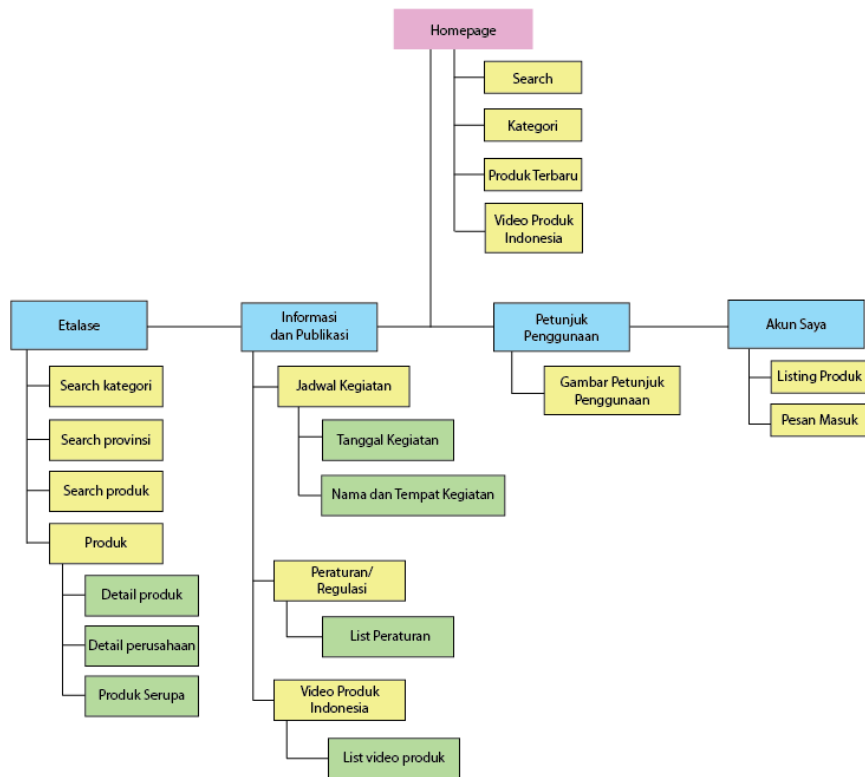 Homepage
Search
Kategori
Produk Terbaru
Video Produk
Indonesia
Etalase
Search kategori
Search provinsi
Search produk
Produk
Detail produk
Detail perusahaan
Produk Serupa
Informasi
dan Publikasi
Jadwal Kegiatan
Tanggal Kegiatan
Nama dan Tempat Kegiatan
Peraturan/
Regulasi
List Peraturan
Video Produk
Indonesia
List video produk
Petunjuk
Penggunaan
Gambar Petunjuk
Penggunaan
Akun Saya
Listing Produk
Pesan Masuk